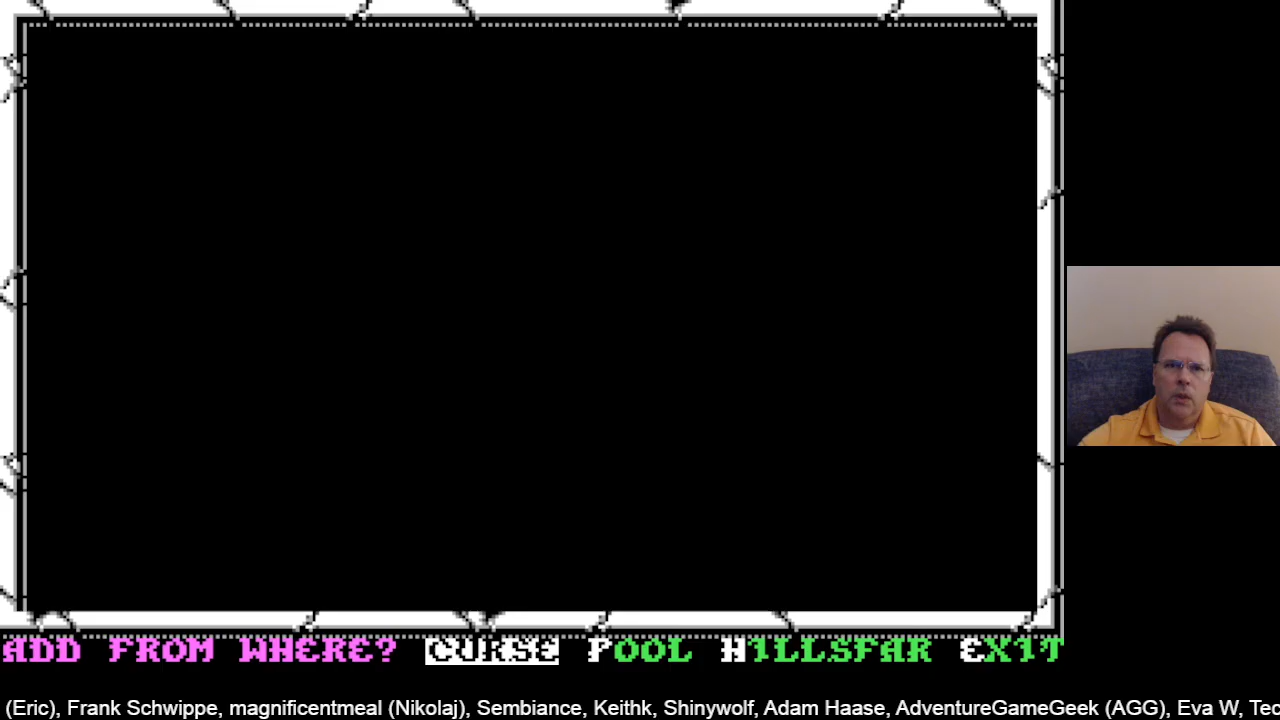 ADD FROM WHERE? CURSE POOL HILLSFAR EXIT
(Eric), Frank Schwippe, magnificentmeal (Nikolaj), Sembiance, Keithk, Shinywolf, Adam Haase, AdventureGameGeek (AGG), Eva W, Ted